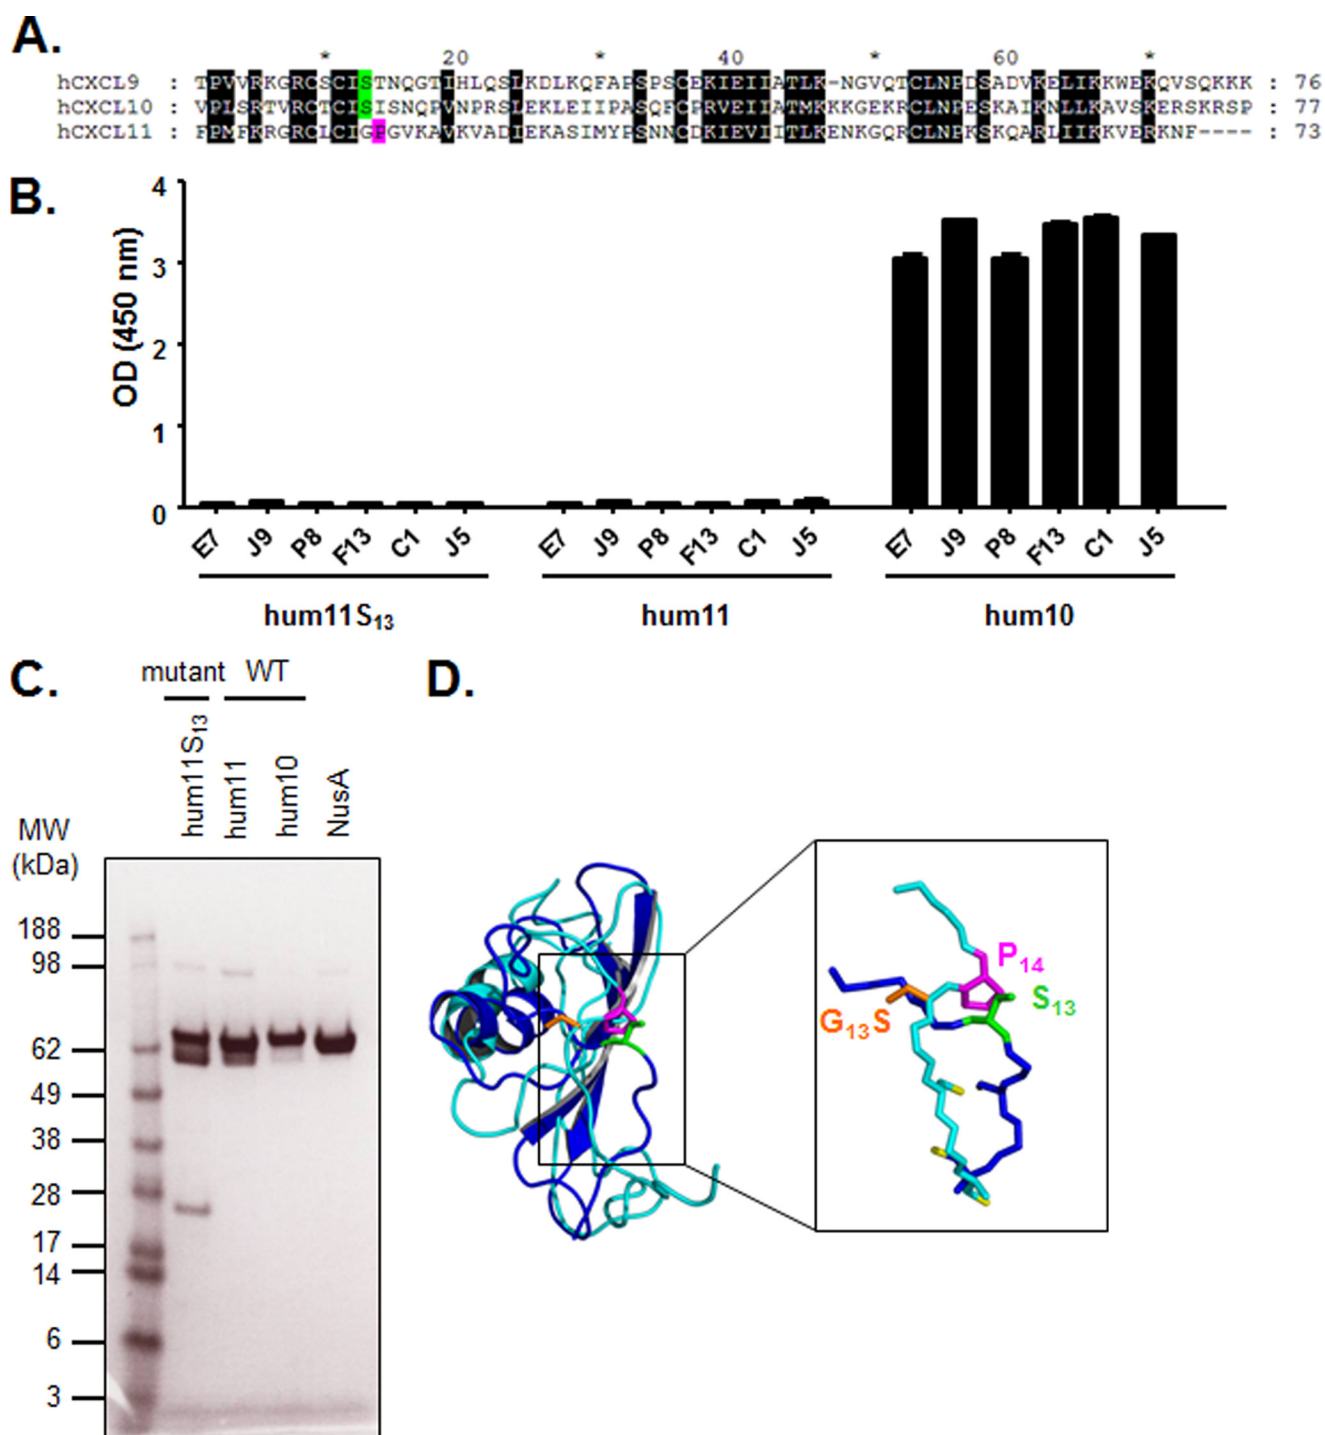 A.
* 20 * 40 * 60 *
hCXCL9 : TPVVRKGRCSCISTNQGTIHLQSLKDLKQFAPSPSCEKIEIIATLK-NGVQTCLNPDSADVKELIKKWEKQVSQKKK : 76
hCXCL10 : VPLSRTVRCTCISISNQPVNPRSLEKLEIIPASQFCPRVEIIATMKKKGEKRCLNPESKAIKNLLKAVSKERSKRSP : 77
hCXCL11 : FPMFKRGRCLCIGPGVKAVKVADIEKASIMYPSNNCDKIEVIITLKENKGQRCLNPKSKQARLIIKKVERKNF---- : 73
B.
OD (450 nm)
4
3
2
1
0
E7 J9 P8 F13 C1 J5 E7 J9 P8 F13 C1 J5 E7 J9 P8 F13 C1 J5
hum11S13 hum11 hum10
C.
mutant WT
hum11S13 hum11 hum10 NusA
MW
(kDa)
188
98
62
49
38
28
17
14
6
3
D.
P14
S13
G13S